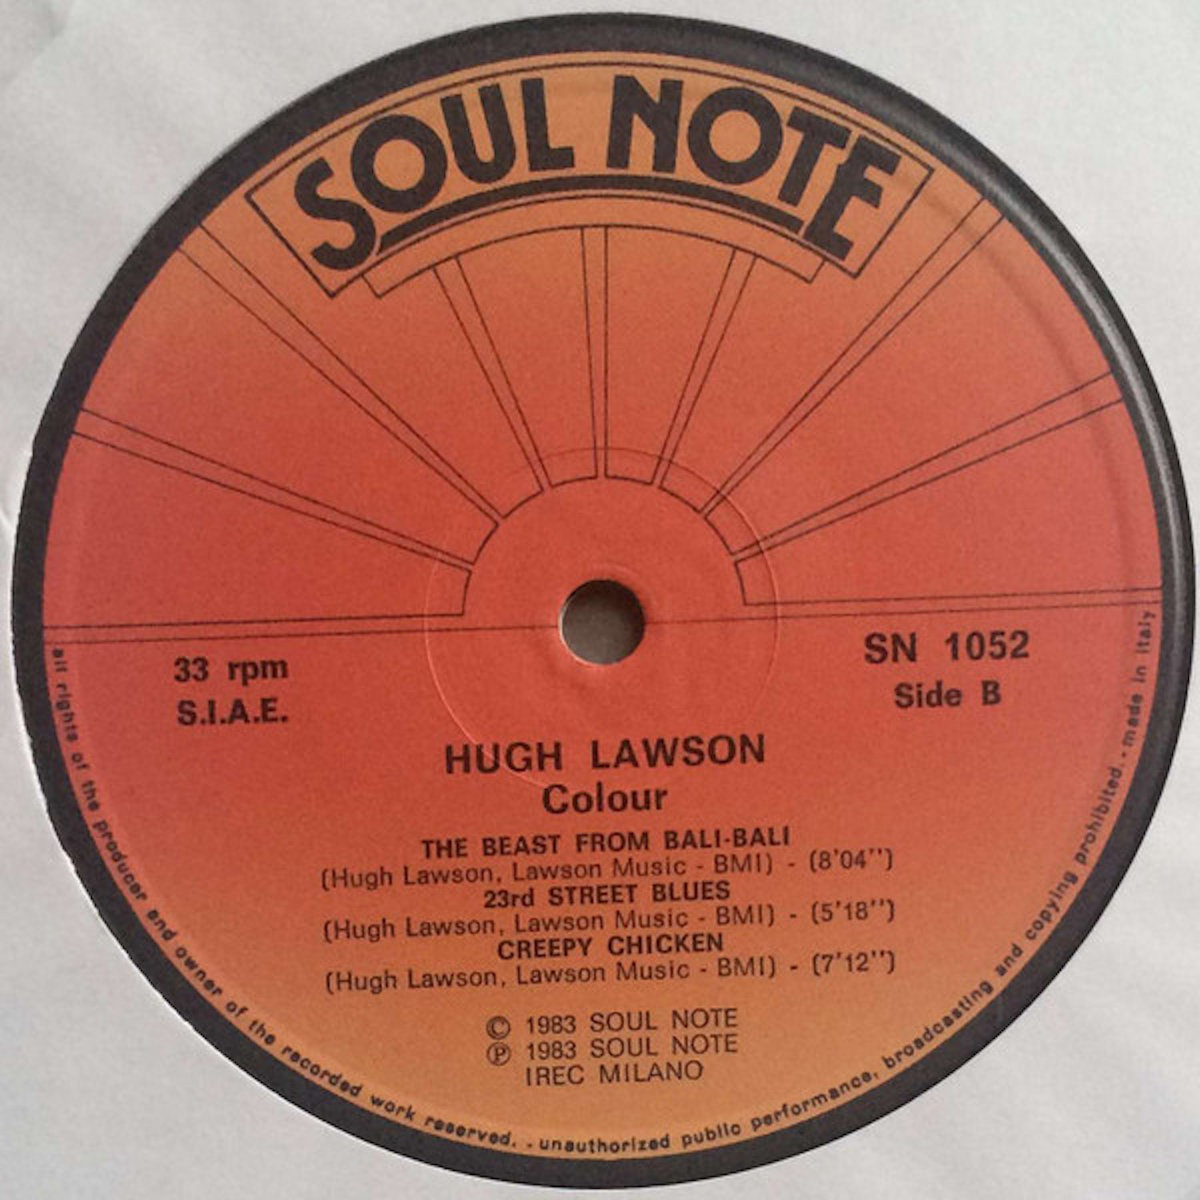 SOUL NOTE
33 rpm
S.I.A.E.
SN 1052
Side B
HUGH LAWSON
Colour
THE BEAST FROM BALI-BALI
(Hugh Lawson, Lawson Music - BMI) - (8'04'')
23rd STREET BLUES
(Hugh Lawson, Lawson Music - BMI) - (5'18'')
CREEPY CHICKEN
(Hugh Lawson, Lawson Music - BMI) - (7'12'')
© 1983 SOUL NOTE
℗ 1983 SOUL NOTE
IREC MILANO
all rights of the producer and owner of the recorded work reserved. - unauthorized public performance, broadcasting and copying prohibited. - made in italy